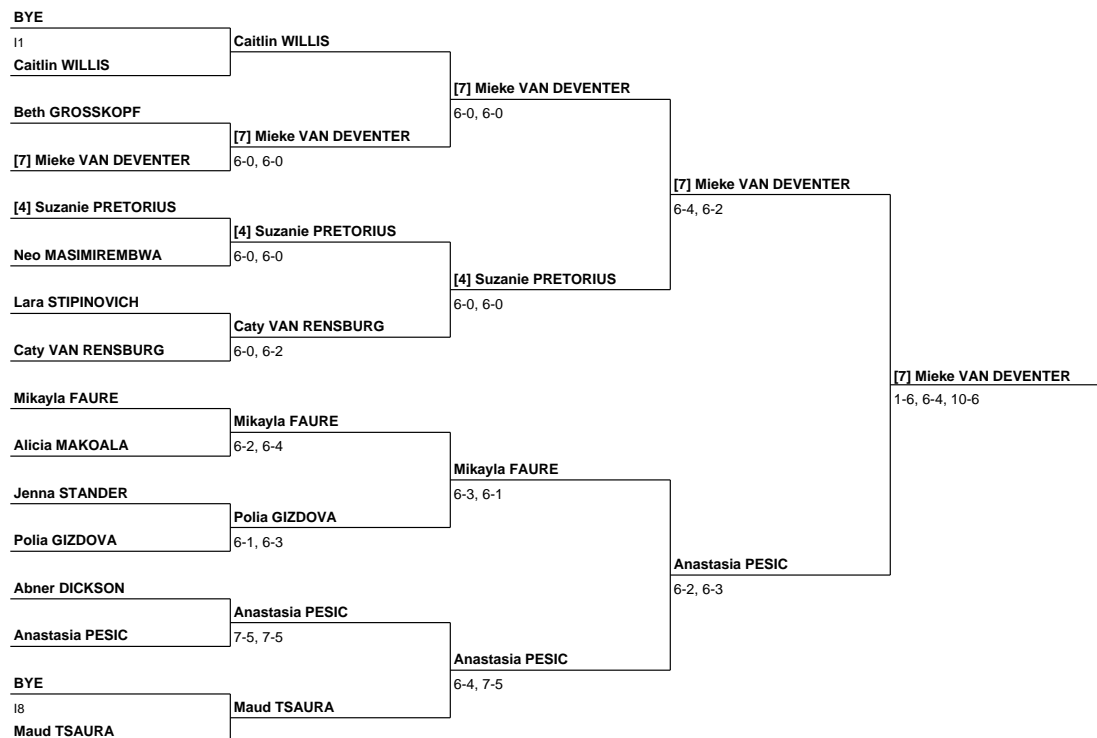 BYE
I1
Caitlin WILLIS
Caitlin WILLIS
[7] Mieke VAN DEVENTER
6-0, 6-0
Beth GROSSKOPF
[7] Mieke VAN DEVENTER
6-0, 6-0
[7] Mieke VAN DEVENTER
[7] Mieke VAN DEVENTER
6-4, 6-2
[4] Suzanie PRETORIUS
[4] Suzanie PRETORIUS
6-0, 6-0
Neo MASIMIREMBWA
[4] Suzanie PRETORIUS
6-0, 6-0
Lara STIPINOVICH
Caty VAN RENSBURG
6-0, 6-2
Caty VAN RENSBURG
[7] Mieke VAN DEVENTER
1-6, 6-4, 10-6
Mikayla FAURE
Mikayla FAURE
6-2, 6-4
Alicia MAKOALA
Mikayla FAURE
6-3, 6-1
Jenna STANDER
Polia GIZDOVA
6-1, 6-3
Polia GIZDOVA
Anastasia PESIC
6-2, 6-3
Abner DICKSON
Anastasia PESIC
7-5, 7-5
Anastasia PESIC
Anastasia PESIC
6-4, 7-5
BYE
I8
Maud TSAURA
Maud TSAURA